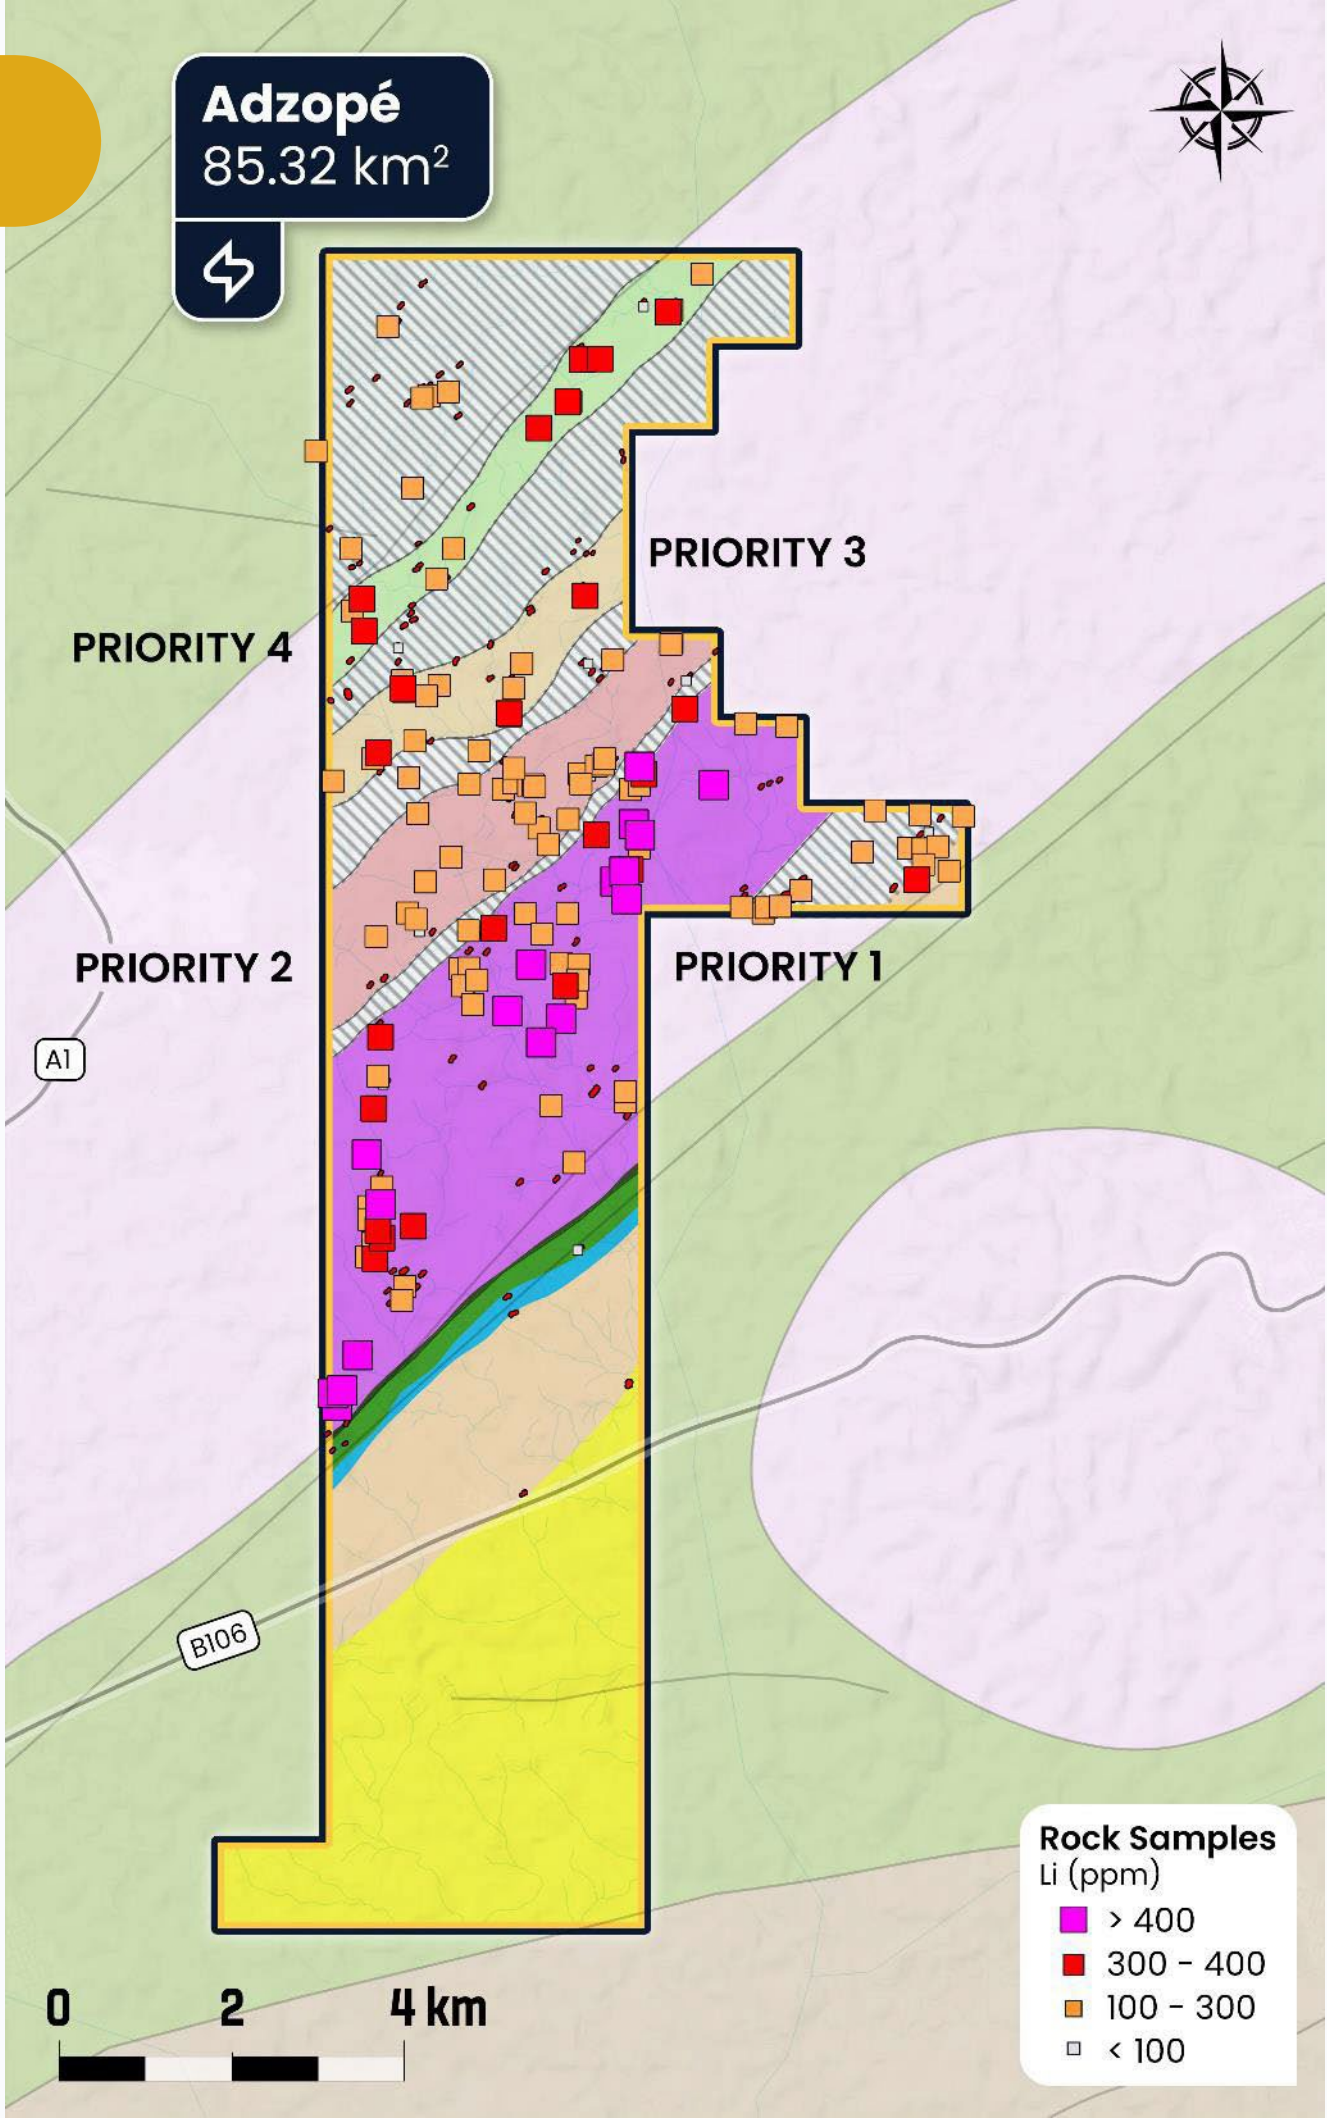 Adzopé
85.32 km²
PRIORITY 3
PRIORITY 4
PRIORITY 2
PRIORITY 1
A1
B106
Rock Samples
Li (ppm)
> 400
300 - 400
100 - 300
< 100
0 2 4 km